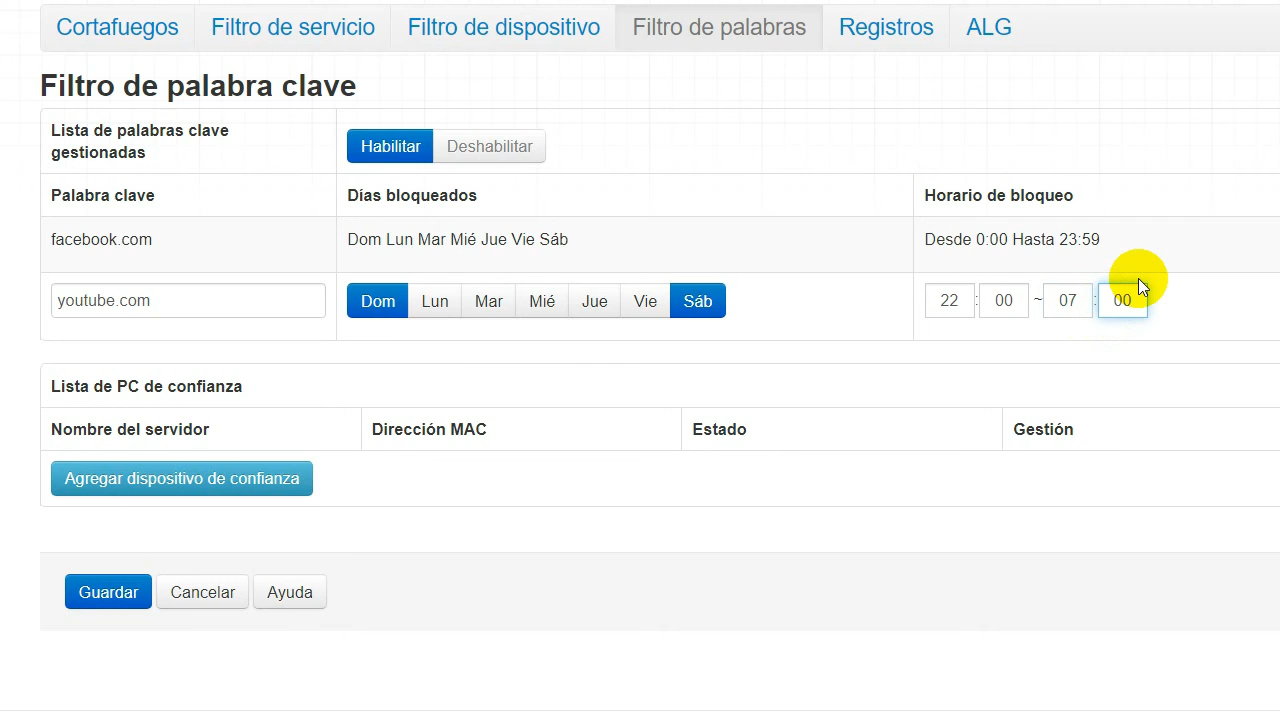 Cortafuegos Filtro de servicio Filtro de dispositivo Filtro de palabras Registros ALG
Filtro de palabra clave
Lista de palabras clave
gestionadas
Habilitar Deshabilitar
Palabra clave Días bloqueados Horario de bloqueo
facebook.com Dom Lun Mar Mié Jue Vie Sáb Desde 0:00 Hasta 23:59
youtube.com Dom Lun Mar Mié Jue Vie Sáb 22 : 00 ~ 07 : 00
Lista de PC de confianza
Nombre del servidor Dirección MAC Estado Gestión
Agregar dispositivo de confianza
Guardar Cancelar Ayuda